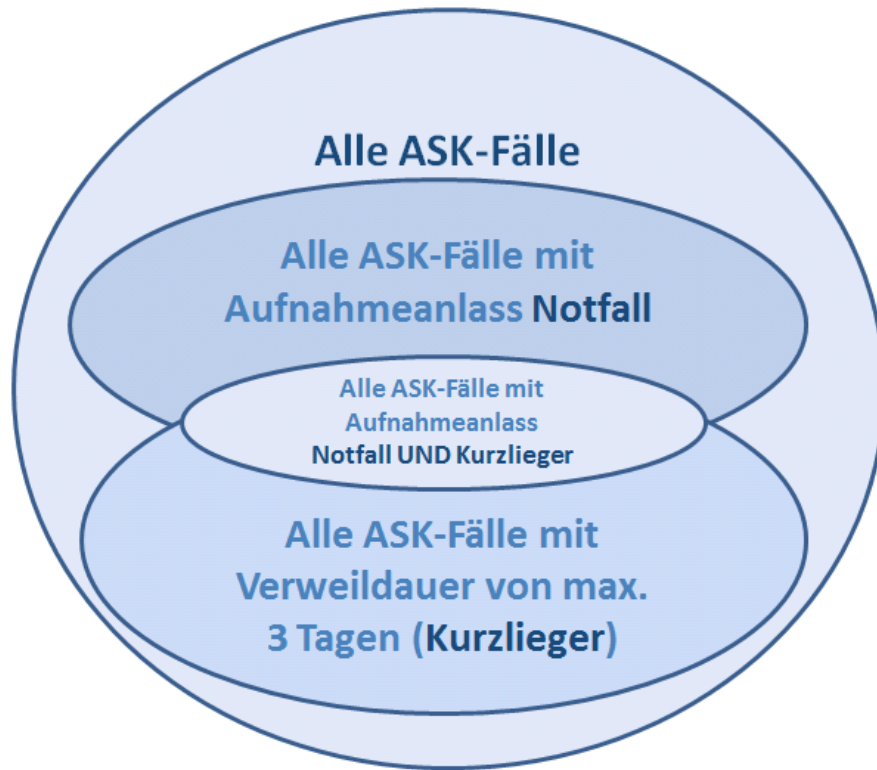 Alle ASK-Fälle
Alle ASK-Fälle mit
Aufnahmeanlass Notfall
Alle ASK-Fälle mit
Aufnahmeanlass
Notfall UND Kurzlieger
Alle ASK-Fälle mit
Verweildauer von max.
3 Tagen (Kurzlieger)